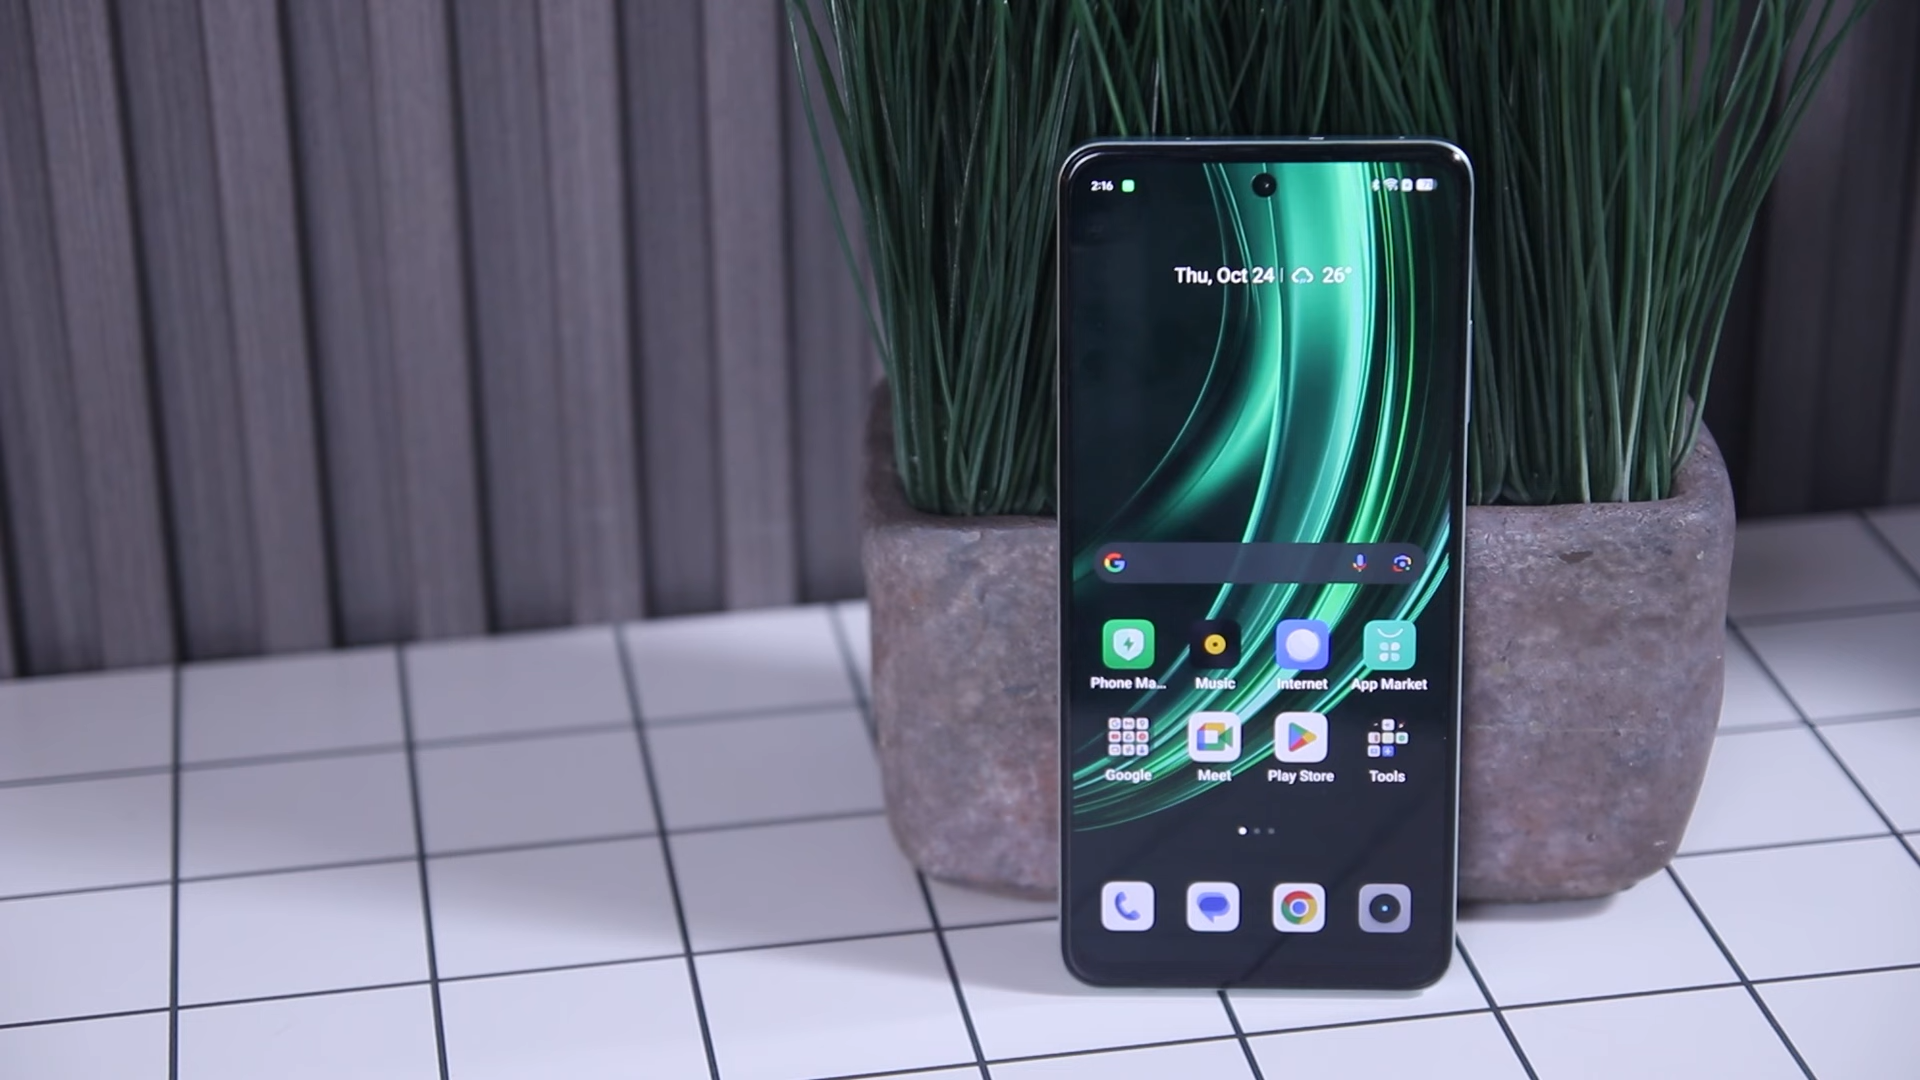 2:16
Thu, Oct 24 | 26°
Phone Ma...
Music
Internet
App Market
Google
Meet
Play Store
Tools